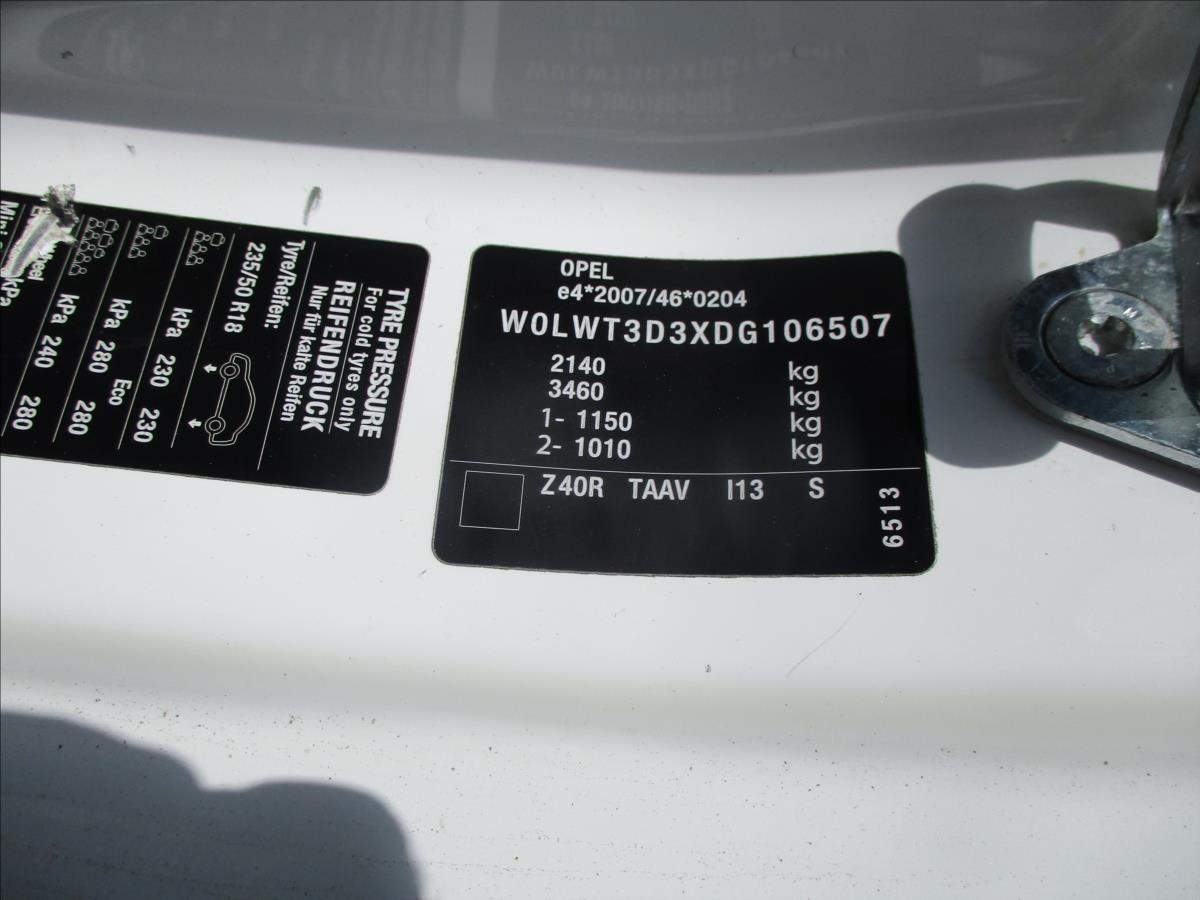 TYRE PRESSURE
For cold tyres only
REIFENDRUCK
Nur für kalte Reifen
Tyre/Reifen:
235/50 R18
kPa 230 230
Eco
kPa 280
kPa 240 280
280
kPa
OPEL
e4*2007/46*0204
W0LWT3D3XDG106507
2140 kg
3460 kg
1- 1150 kg
2- 1010 kg
Z40R TAAV I13 S
6513